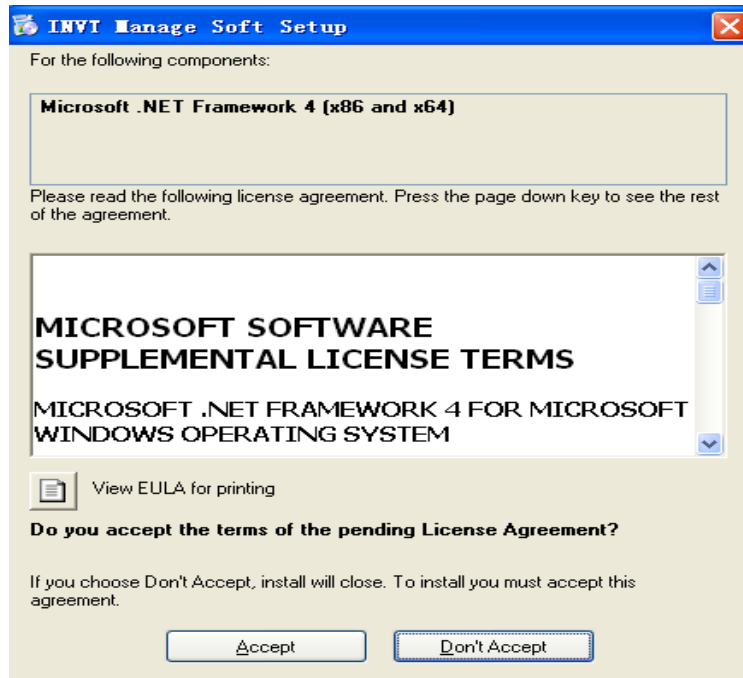 INVT Manage Soft Setup
For the following components:
Microsoft .NET Framework 4 (x86 and x64)
Please read the following license agreement. Press the page down key to see the rest
of the agreement.
MICROSOFT SOFTWARE
SUPPLEMENTAL LICENSE TERMS
MICROSOFT .NET FRAMEWORK 4 FOR MICROSOFT
WINDOWS OPERATING SYSTEM
View EULA for printing
Do you accept the terms of the pending License Agreement?
If you choose Don't Accept, install will close. To install you must accept this
agreement.
Accept
Don't Accept